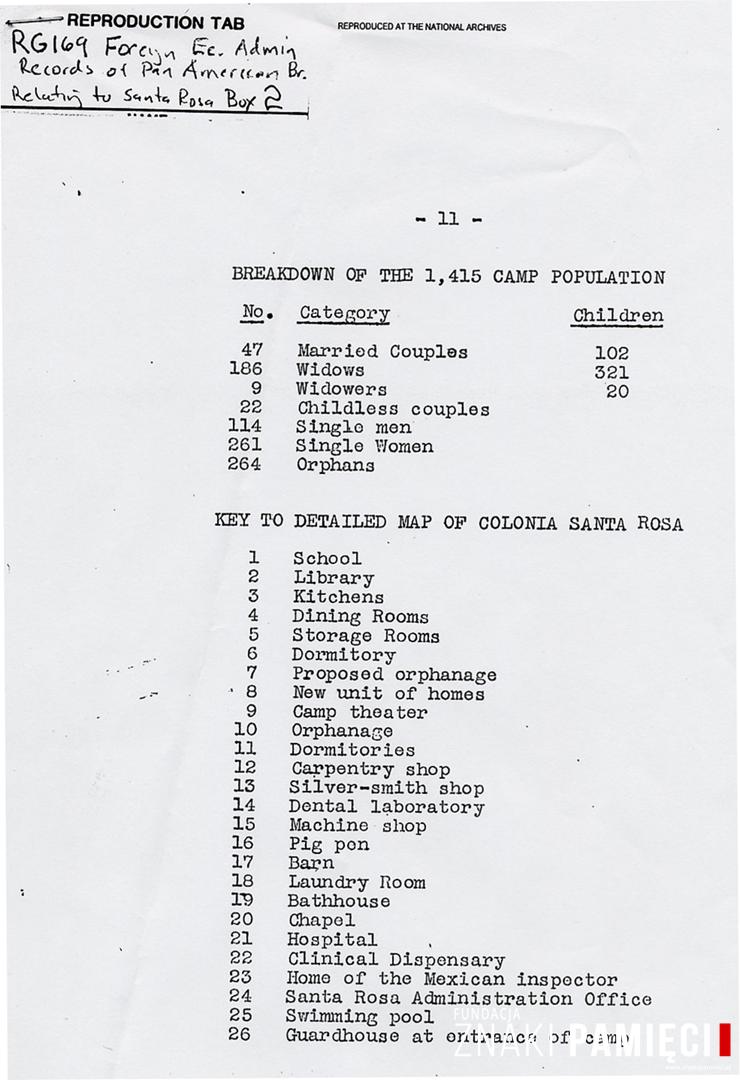 REPRODUCTION TAB
REPRODUCED AT THE NATIONAL ARCHIVES
RG169 Foreign Ec. Admin
Records of Pan American Br.
Relating to Santa Rosa Box 2
- 11 -
BREAKDOWN OF THE 1,415 CAMP POPULATION
No. Category Children
47 Married Couples 102
186 Widows 321
9 Widowers 20
22 Childless couples
114 Single men
261 Single Women
264 Orphans
KEY TO DETAILED MAP OF COLONIA SANTA ROSA
1 School
2 Library
3 Kitchens
4 Dining Rooms
5 Storage Rooms
6 Dormitory
7 Proposed orphanage
8 New unit of homes
9 Camp theater
10 Orphanage
11 Dormitories
12 Carpentry shop
13 Silver-smith shop
14 Dental laboratory
15 Machine shop
16 Pig pen
17 Barn
18 Laundry Room
19 Bathhouse
20 Chapel
21 Hospital
22 Clinical Dispensary
23 Home of the Mexican inspector
24 Santa Rosa Administration Office
25 Swimming pool
26 Guardhouse at entrance of camp
FUNDACJA
ZNAKI PAMIĘCI